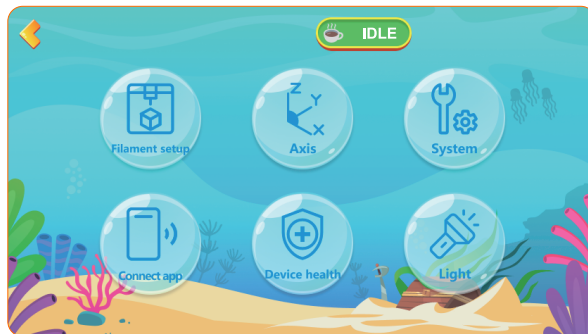 IDLE
Z
Y
X
Filament setup
Axis
System
Connect app
Device health
Light